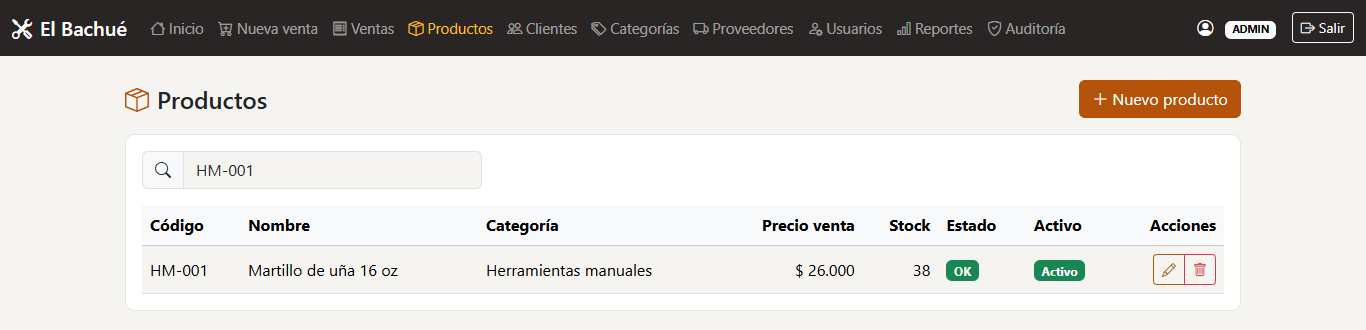 El Bachué Inicio Nueva venta Ventas Productos Clientes Categorías Proveedores Usuarios Reportes Auditoría ADMIN Salir
Productos + Nuevo producto
HM-001
Código Nombre Categoría Precio venta Stock Estado Activo Acciones
HM-001 Martillo de uña 16 oz Herramientas manuales $ 26.000 38 OK Activo